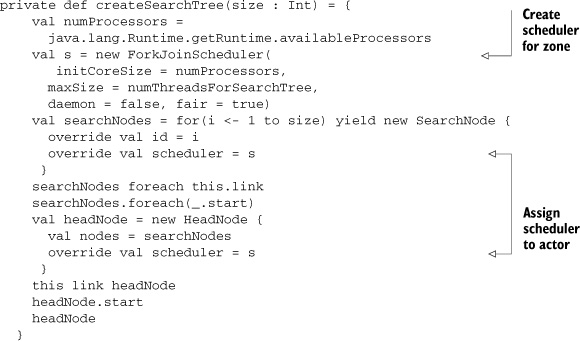 private def createSearchTree(size : Int) = {
val numProcessors =
java.lang.Runtime.getRuntime.availableProcessors
val s = new ForkJoinScheduler(
initCoreSize = numProcessors,
maxSize = numThreadsForSearchTree,
daemon = false, fair = true)
val searchNodes = for(i <- 1 to size) yield new SearchNode {
override val id = i
override val scheduler = s
}
searchNodes foreach this.link
searchNodes.foreach(_.start)
val headNode = new HeadNode {
val nodes = searchNodes
override val scheduler = s
}
this link headNode
headNode.start
headNode
}
Create
scheduler
for zone
Assign
scheduler
to actor